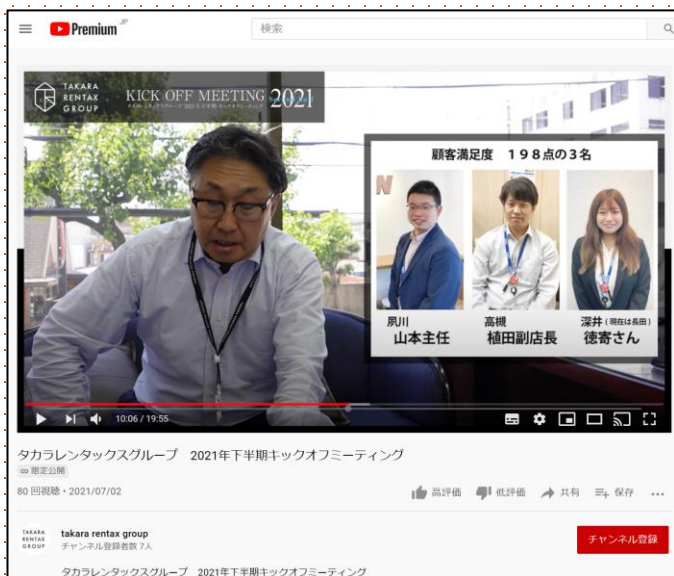 Premium JP
検索
TAKARA
RENTAX
GROUP
KICK OFF MEETING 2021
顧客満足度 198点の3名
N
夙川
山本主任
高槻
植田副店長
深井(現在は長田)
徳寄さん
10:06 / 19:55
タカラレンタックスグループ 2021年下半期キックオフミーティング
限定公開
80 回視聴・2021/07/02
高評価 低評価 共有 保存
TAKARA
RENTAX
GROUP
takara rentax group
チャンネル登録者数 7人
チャンネル登録
タカラレンタックスグループ 2021年下半期キックオフミーティング